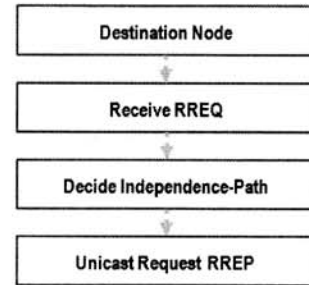 Destination Node
Receive RREQ
Decide Independence-Path
Unicast Request RREP